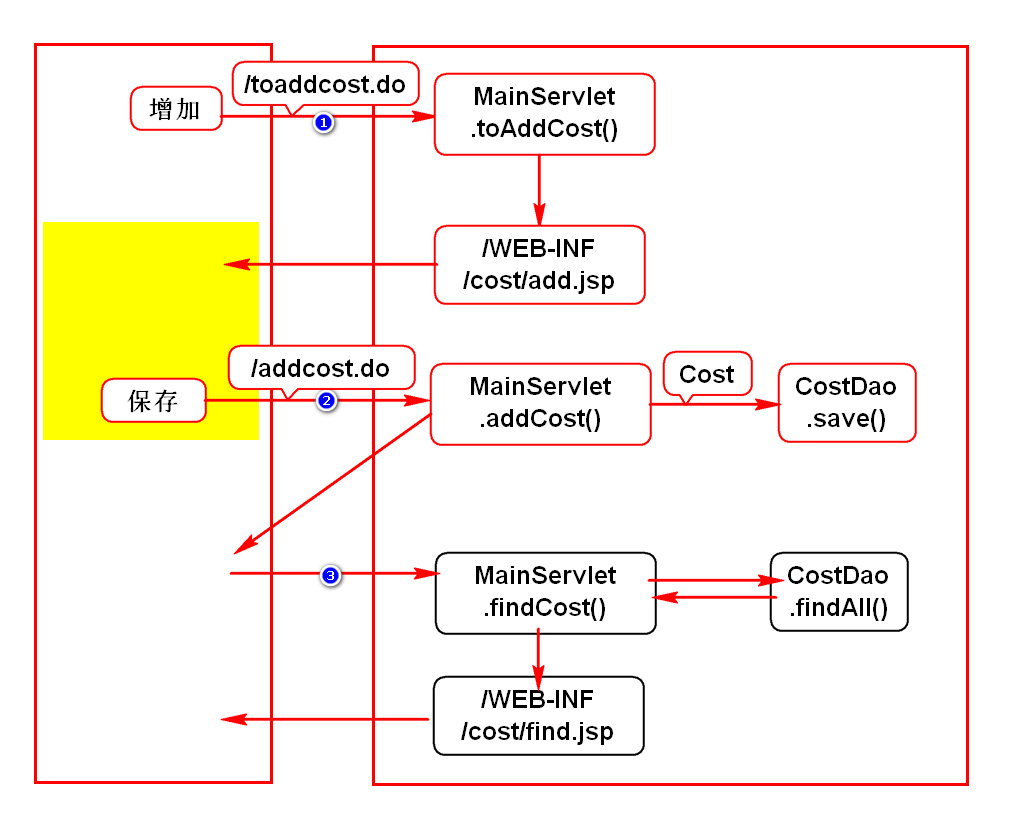 /toaddcost.do
增加
1
MainServlet
.toAddCost()
/WEB-INF
/cost/add.jsp
/addcost.do
保存
2
MainServlet
.addCost()
Cost
CostDao
.save()
3
MainServlet
.findCost()
CostDao
.findAll()
/WEB-INF
/cost/find.jsp